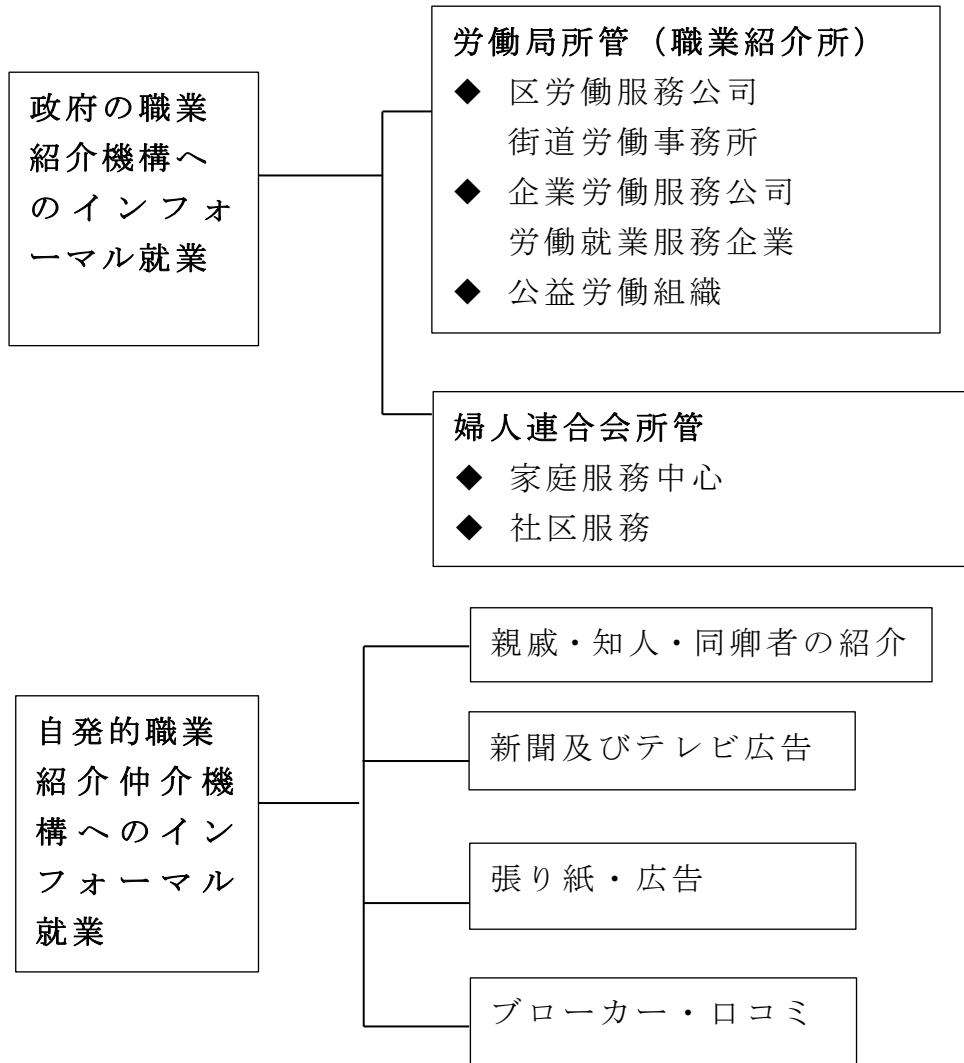 政府の職業
紹介機構へ
のインフォ
ーマル就業
労働局所管（職業紹介所）
◆ 区労働服務公司
街道労働事務所
◆ 企業労働服務公司
労働就業服務企業
◆ 公益労働組織
婦人連合会所管
◆ 家庭服務中心
◆ 社区服務
自発的職業
紹介仲介機
構へのイン
フォーマル
就業
親戚・知人・同卿者の紹介
新聞及びテレビ広告
張り紙・広告
ブローカー・口コミ